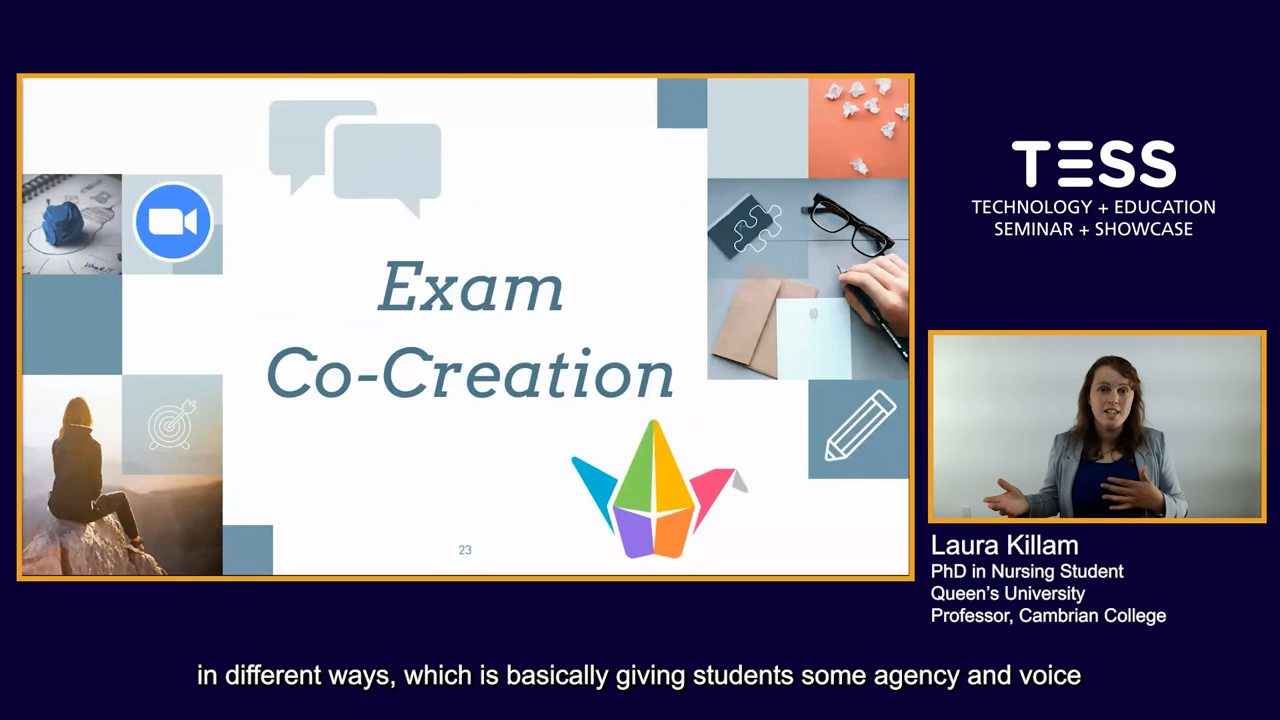 Exam
Co-Creation
23
TESS
TECHNOLOGY + EDUCATION
SEMINAR + SHOWCASE
Laura Killam
PhD in Nursing Student
Queen's University
Professor, Cambrian College
in different ways, which is basically giving students some agency and voice